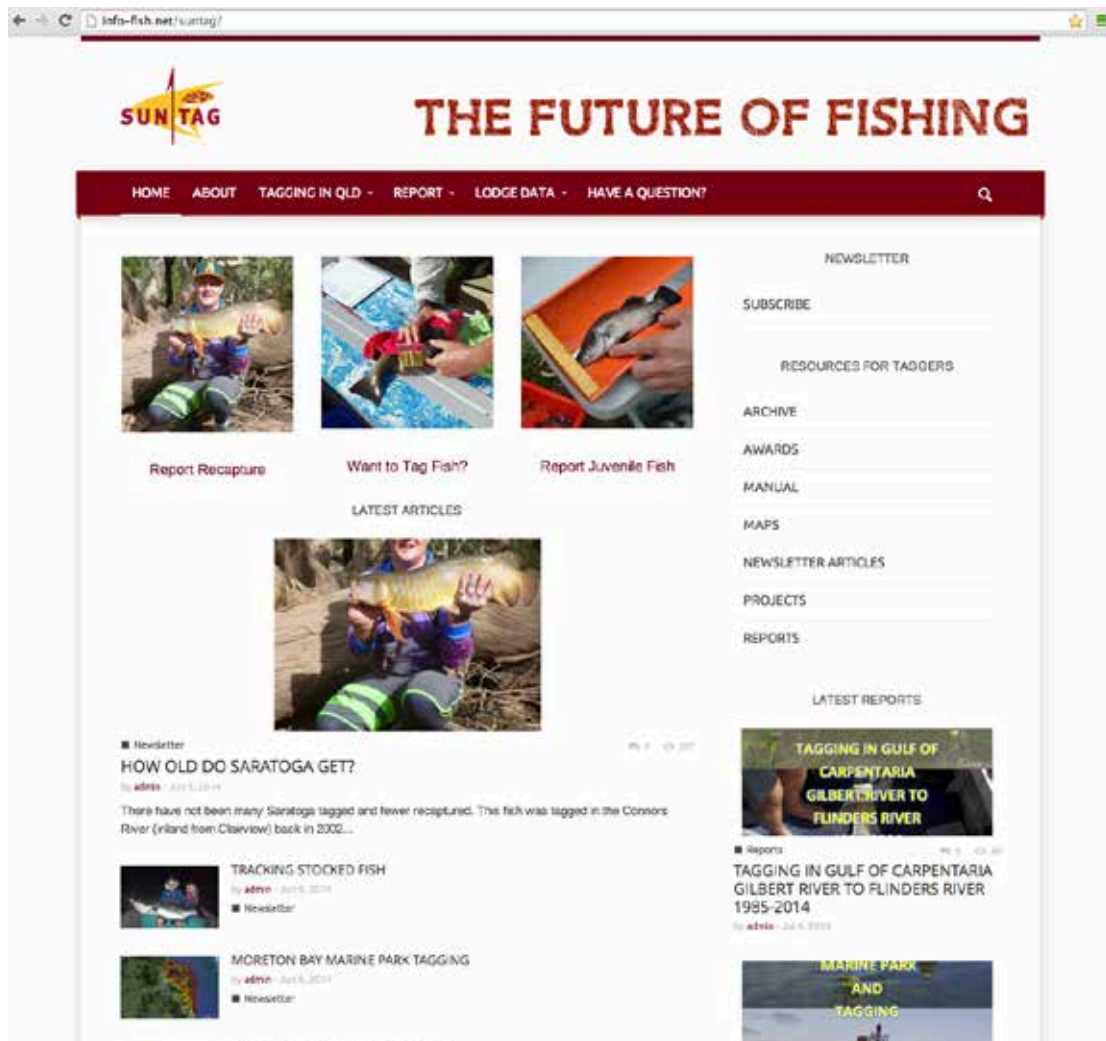 info-fish.net/suntag/
SUNTAG
THE FUTURE OF FISHING
HOME ABOUT TAGGING IN QLD REPORT LODGE DATA HAVE A QUESTION?
Report Recapture
Want to Tag Fish?
Report Juvenile Fish
LATEST ARTICLES
Newsletter
HOW OLD DO SARATOGA GET?
by admin
There have not been many Saratoga tagged and fewer recaptured. This fish was tagged in the Connors
River (inland from Clairview) back in 2002...
TRACKING STOCKED FISH
by admin
Newsletter
MORETON BAY MARINE PARK TAGGING
by admin
Newsletter
NEWSLETTER
SUBSCRIBE
RESOURCES FOR TAGGERS
ARCHIVE
AWARDS
MANUAL
MAPS
NEWSLETTER ARTICLES
PROJECTS
REPORTS
LATEST REPORTS
TAGGING IN GULF OF
CARPENTARIA
GILBERT RIVER TO
FLINDERS RIVER
Reports
TAGGING IN GULF OF CARPENTARIA
GILBERT RIVER TO FLINDERS RIVER
1985-2014
by admin
MARINE PARK
AND
TAGGING